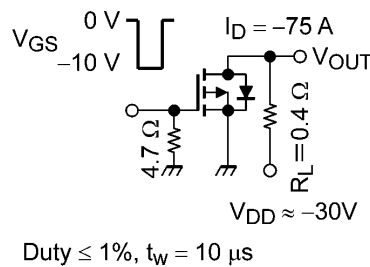 0 V
V_GS
−10 V
I_D = −75 A
V_OUT
4.7 Ω
R_L = 0.4 Ω
V_DD ≈ −30V
Duty ≤ 1%, t_w = 10 μs